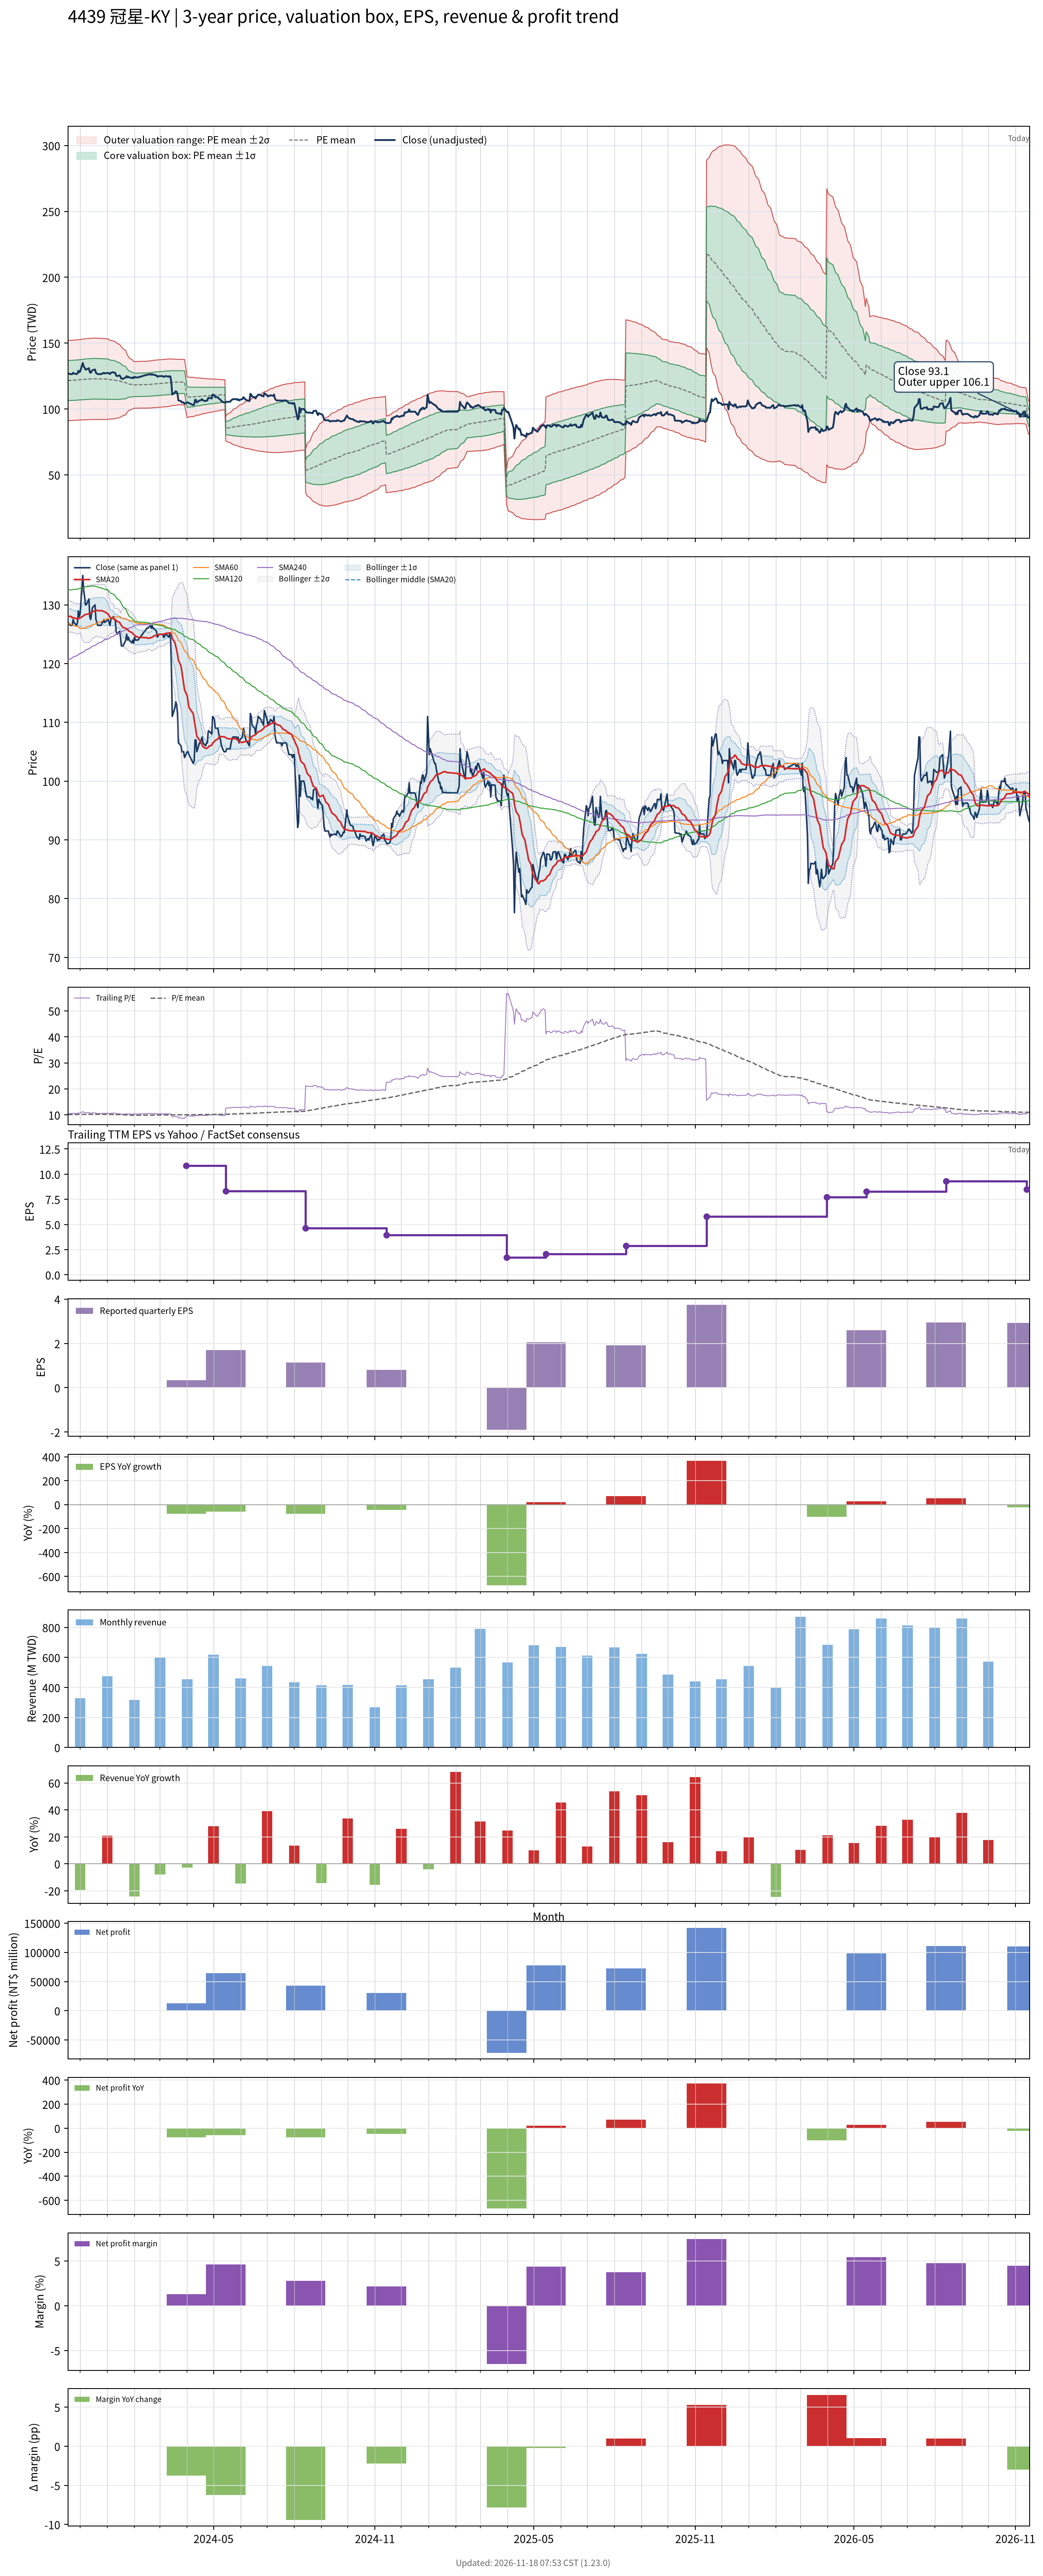 4439 冠星-KY | 3-year price, valuation box, EPS, revenue & profit trend
Outer valuation range: PE mean ±2σ
Core valuation box: PE mean ±1σ
PE mean
Close (unadjusted)
Today
300
250
200
150
100
50
Price (TWD)
Close 93.1
Outer upper 106.1
Close (same as panel 1)
SMA20
SMA60
SMA120
SMA240
Bollinger ±2σ
Bollinger ±1σ
Bollinger middle (SMA20)
130
120
110
100
90
80
70
Price
Trailing P/E
P/E mean
50
40
30
20
10
P/E
Trailing TTM EPS vs Yahoo / FactSet consensus
Today
12.5
10.0
7.5
5.0
2.5
0.0
EPS
Reported quarterly EPS
4
2
0
-2
EPS
EPS YoY growth
400
200
0
-200
-400
-600
YoY (%)
Monthly revenue
800
600
400
200
0
Revenue (M TWD)
Revenue YoY growth
60
40
20
0
-20
YoY (%)
Month
Net profit
150000
100000
50000
0
-50000
Net profit (NT$ million)
Net profit YoY
400
200
0
-200
-400
-600
YoY (%)
Net profit margin
5
0
-5
Margin (%)
Margin YoY change
5
0
-5
-10
Δ margin (pp)
2024-05
2024-11
2025-05
2025-11
2026-05
2026-11
Updated: 2026-11-18 07:53 CST (1.23.0)